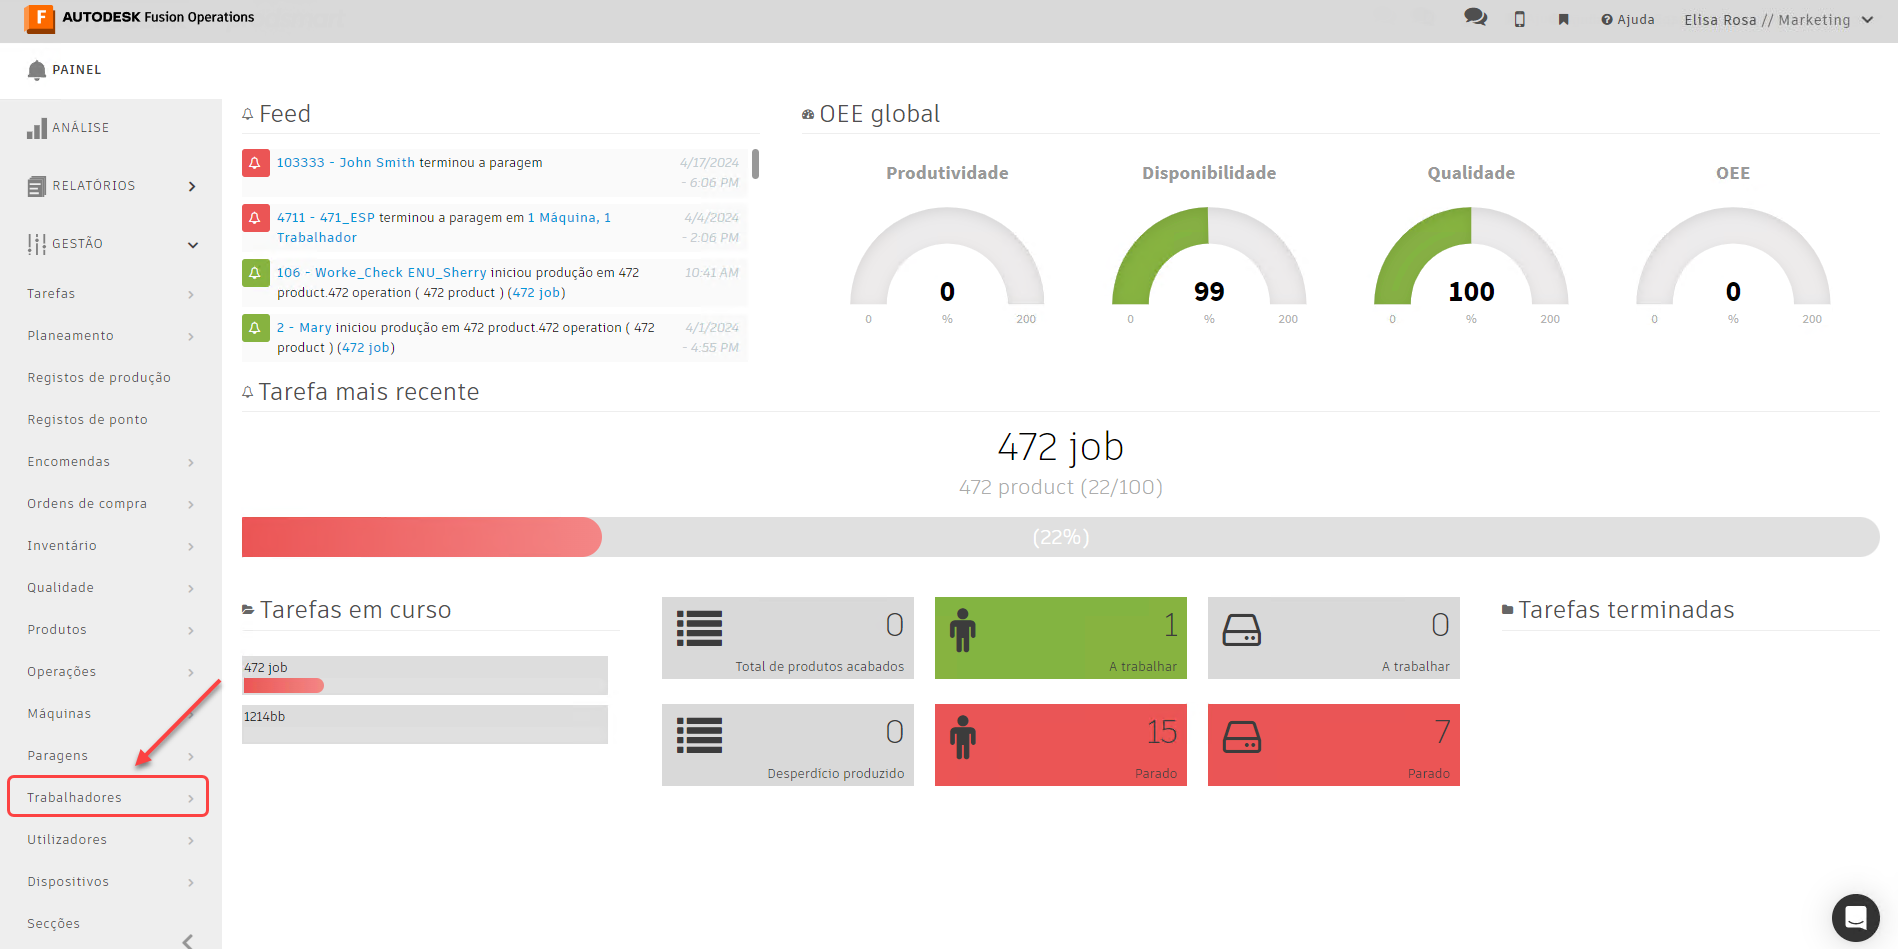 AUTODESK Fusion Operations
Ajuda
Elisa Rosa // Marketing
PAINEL
ANÁLISE
RELATÓRIOS
GESTÃO
Tarefas
Planeamento
Registos de produção
Registos de ponto
Encomendas
Ordens de compra
Inventário
Qualidade
Produtos
Operações
Máquinas
Paragens
Trabalhadores
Utilizadores
Dispositivos
Secções
Feed
103333 - John Smith terminou a paragem
4/17/2024
- 6:06 PM
4711 - 471_ESP terminou a paragem em 1 Máquina, 1
Trabalhador
4/4/2024
- 2:06 PM
106 - Worke_Check ENU_Sherry iniciou produção em 472
product.472 operation ( 472 product ) (472 job)
10:41 AM
2 - Mary iniciou produção em 472 product.472 operation ( 472
product ) (472 job)
4/1/2024
- 4:55 PM
OEE global
Produtividade
0
0 % 200
Disponibilidade
99
0 % 200
Qualidade
100
0 % 200
OEE
0
0 % 200
Tarefa mais recente
472 job
472 product (22/100)
(22%)
Tarefas em curso
472 job
1214bb
0
Total de produtos acabados
1
A trabalhar
0
A trabalhar
0
Desperdício produzido
15
Parado
7
Parado
Tarefas terminadas